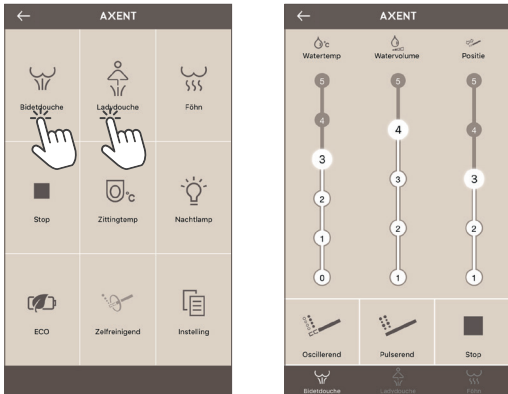 AXENT
Bidetdouche Ladydouche Föhn
Stop Zittingtemp Nachtlamp
ECO Zelfreinigend Instelling
AXENT
°c
Watertemp Watervolume Positie
5 5 5
4 4 4
3 3 3
2 2 2
1 1 1
0
Oscillerend Pulserend Stop
Bidetdouche Ladydouche Föhn